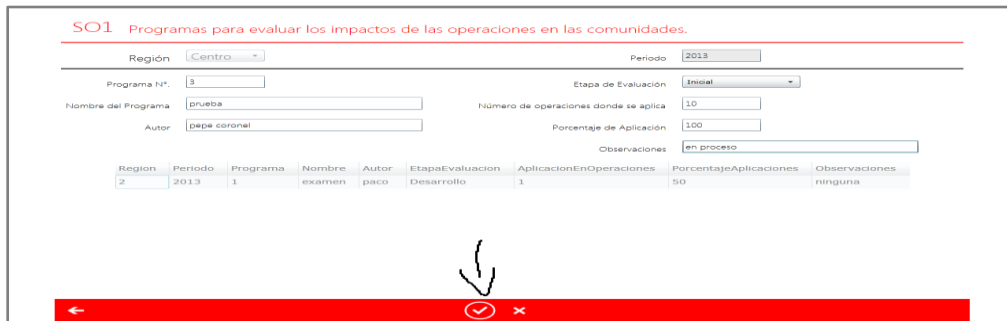 SO1 Programas para evaluar los impactos de las operaciones en las comunidades.
Región Centro Periodo 2013
Programa N°. 3 Etapa de Evaluación Inicial
Nombre del Programa prueba Número de operaciones donde se aplica 10
Autor pepe coronel Porcentaje de Aplicación 100
Observaciones en proceso
Region Periodo Programa Nombre Autor EtapaEvaluacion AplicacionEnOperaciones PorcentajeAplicaciones Observaciones
2 2013 1 examen paco Desarrollo 1 50 ninguna